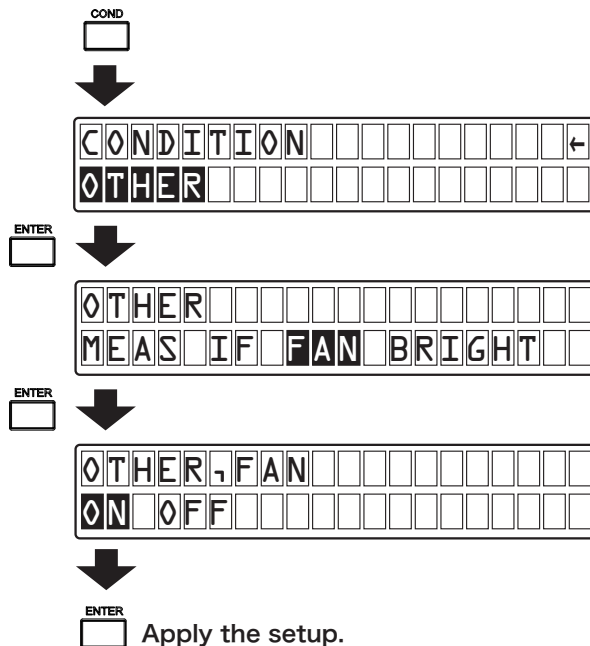 COND
CONDITION ←
OTHER
ENTER
OTHER
MEAS IF FAN BRIGHT
ENTER
OTHER┐FAN
ON OFF
ENTER
Apply the setup.